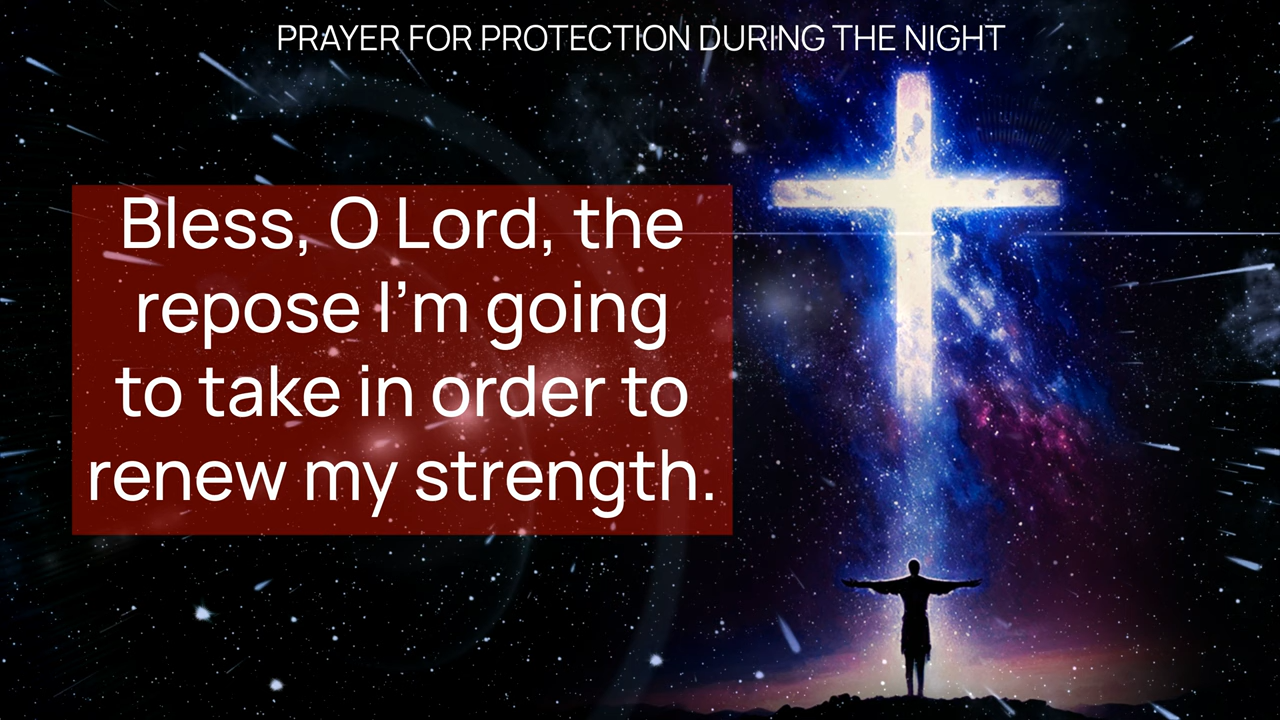 PRAYER FOR PROTECTION DURING THE NIGHT
Bless, O Lord, the
repose I’m going
to take in order to
renew my strength.